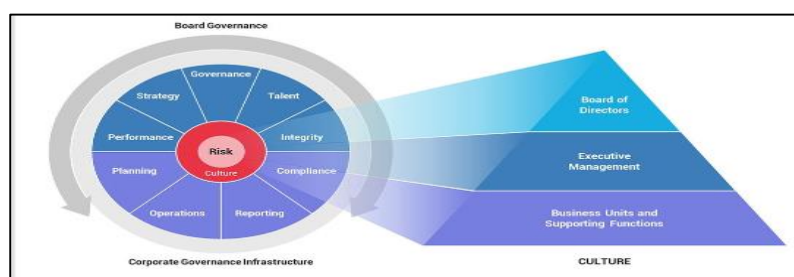 Board Governance
Governance
Strategy
Talent
Performance
Integrity
Risk
Culture
Planning
Compliance
Operations
Reporting
Corporate Governance Infrastructure
Board of
Directors
Executive
Management
Business Units and
Supporting Functions
CULTURE